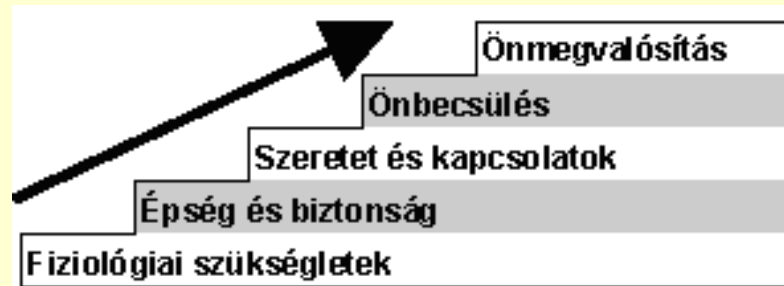 Önmegvalósítás
Önbecsülés
Szeretet és kapcsolatok
Épség és biztonság
Fiziológiai szükségletek